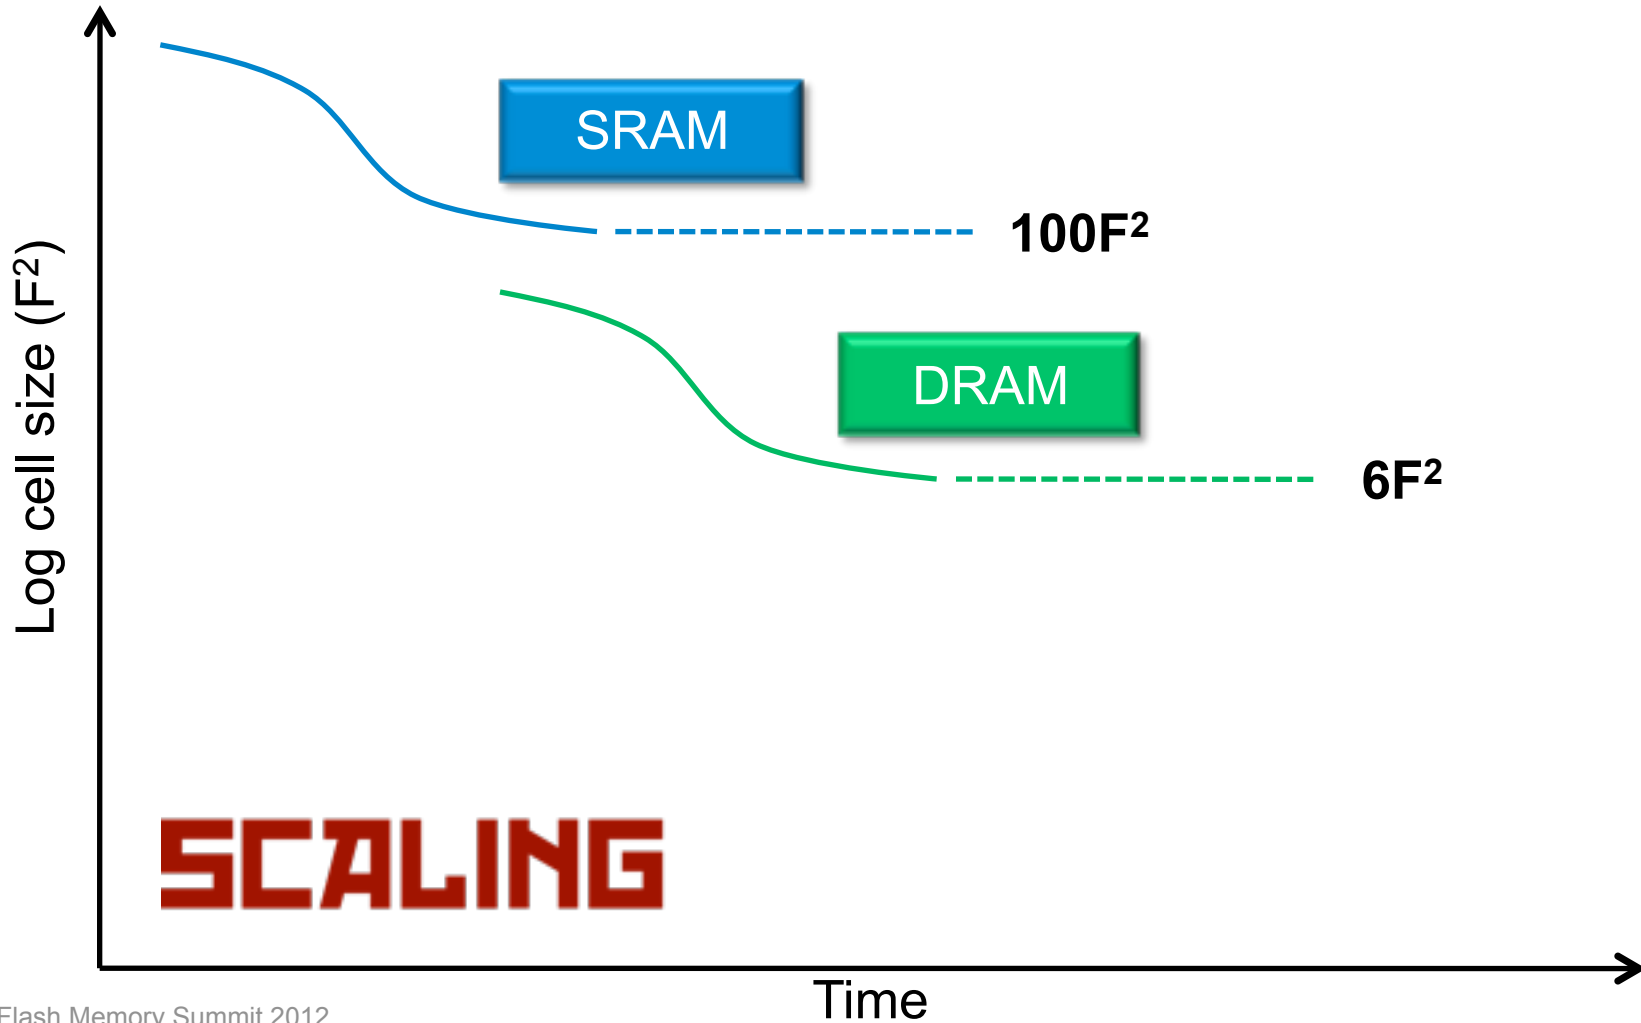 SRAM
100F²
DRAM
6F²
Log cell size (F²)
SCALING
Time
Flash Memory Summit 2012